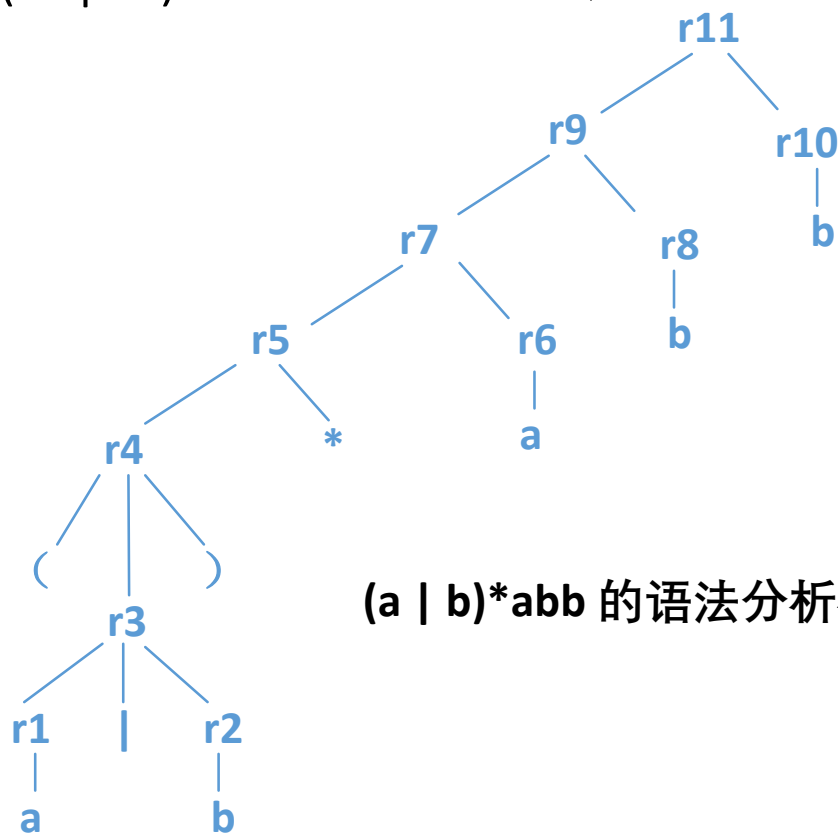 r11
r9
r10
b
r7
r8
b
r5
r6
a
r4
*
(
)
(a | b)*abb 的语法分析
r3
r1
|
r2
a
b